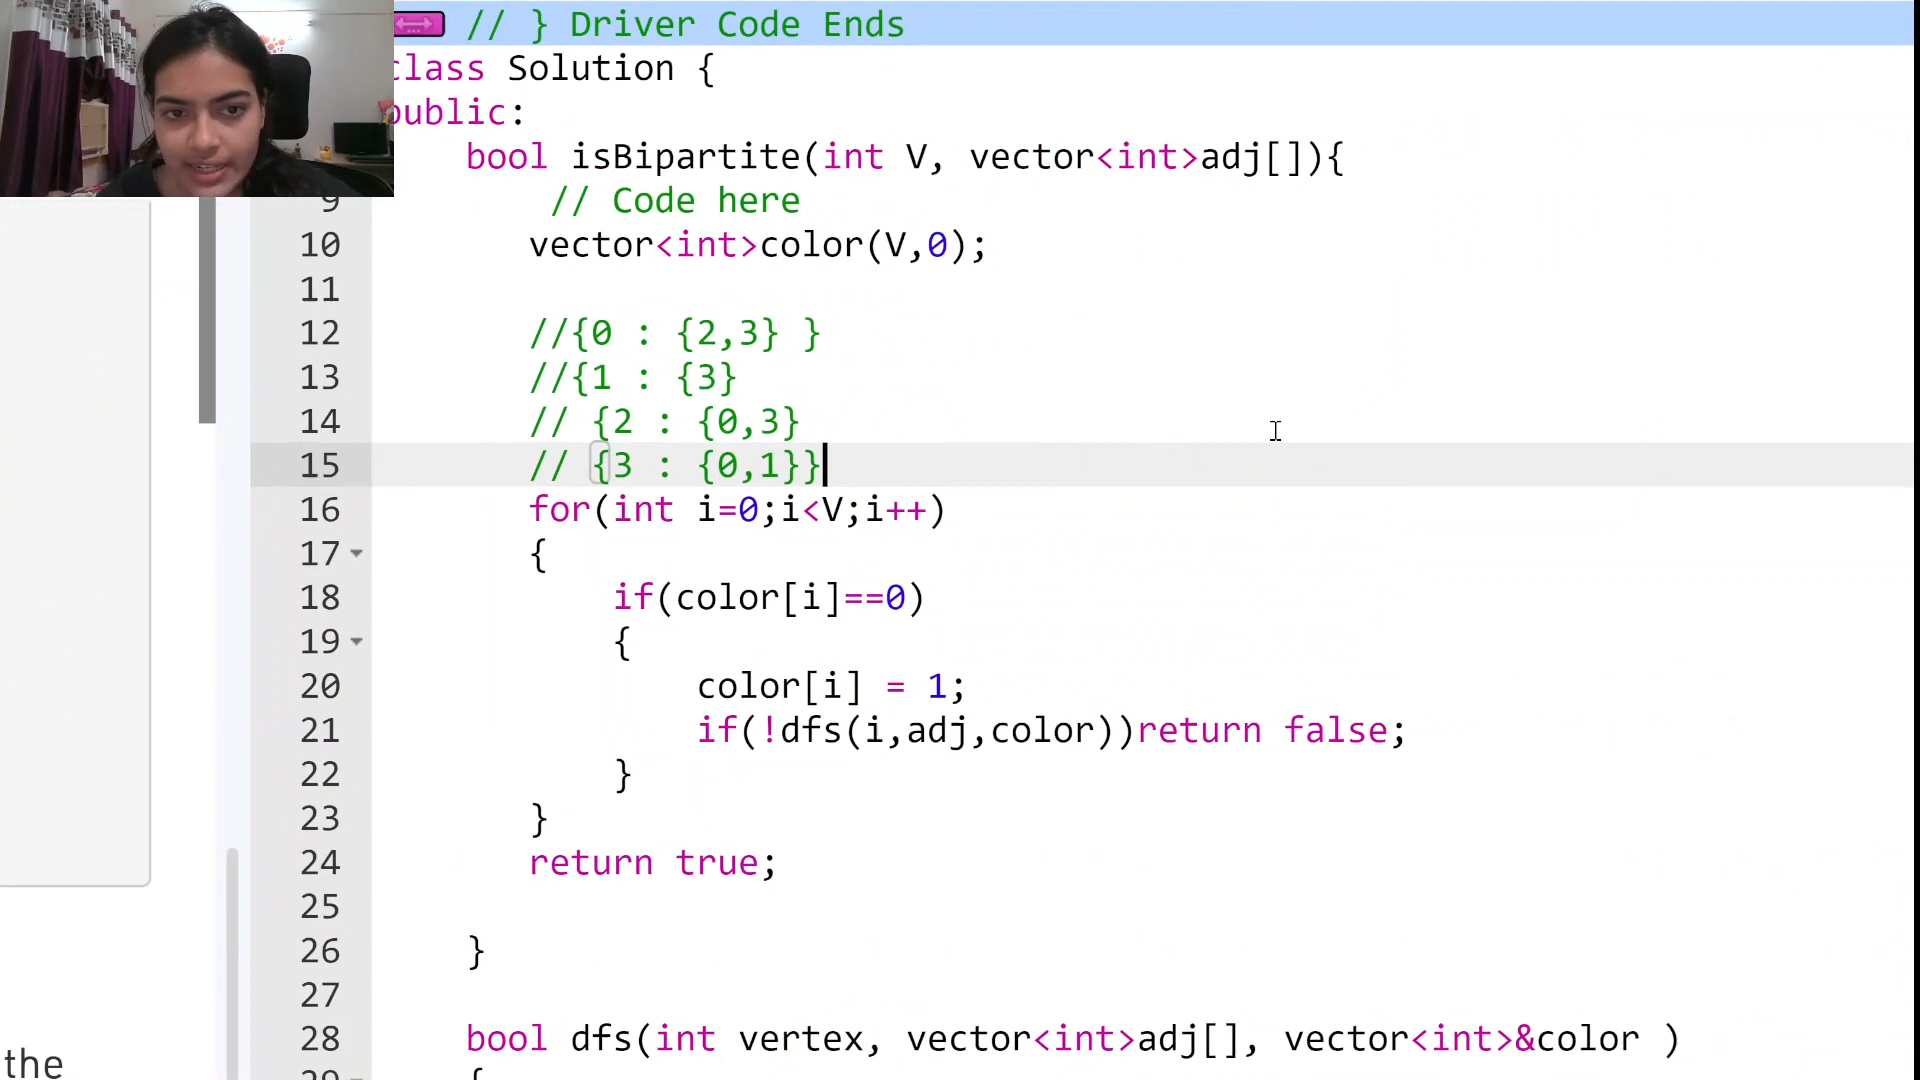 // } Driver Code Ends
class Solution {
public:
bool isBipartite(int V, vector<int>adj[]){
9 // Code here
10 vector<int>color(V,0);
11
12 //{0 : {2,3} }
13 //{1 : {3}
14 // {2 : {0,3}
15 // {3 : {0,1}}
16 for(int i=0;i<V;i++)
17 {
18 if(color[i]==0)
19 {
20 color[i] = 1;
21 if(!dfs(i,adj,color))return false;
22 }
23 }
24 return true;
25
26 }
27
28 bool dfs(int vertex, vector<int>adj[], vector<int>&color )
29 {
the